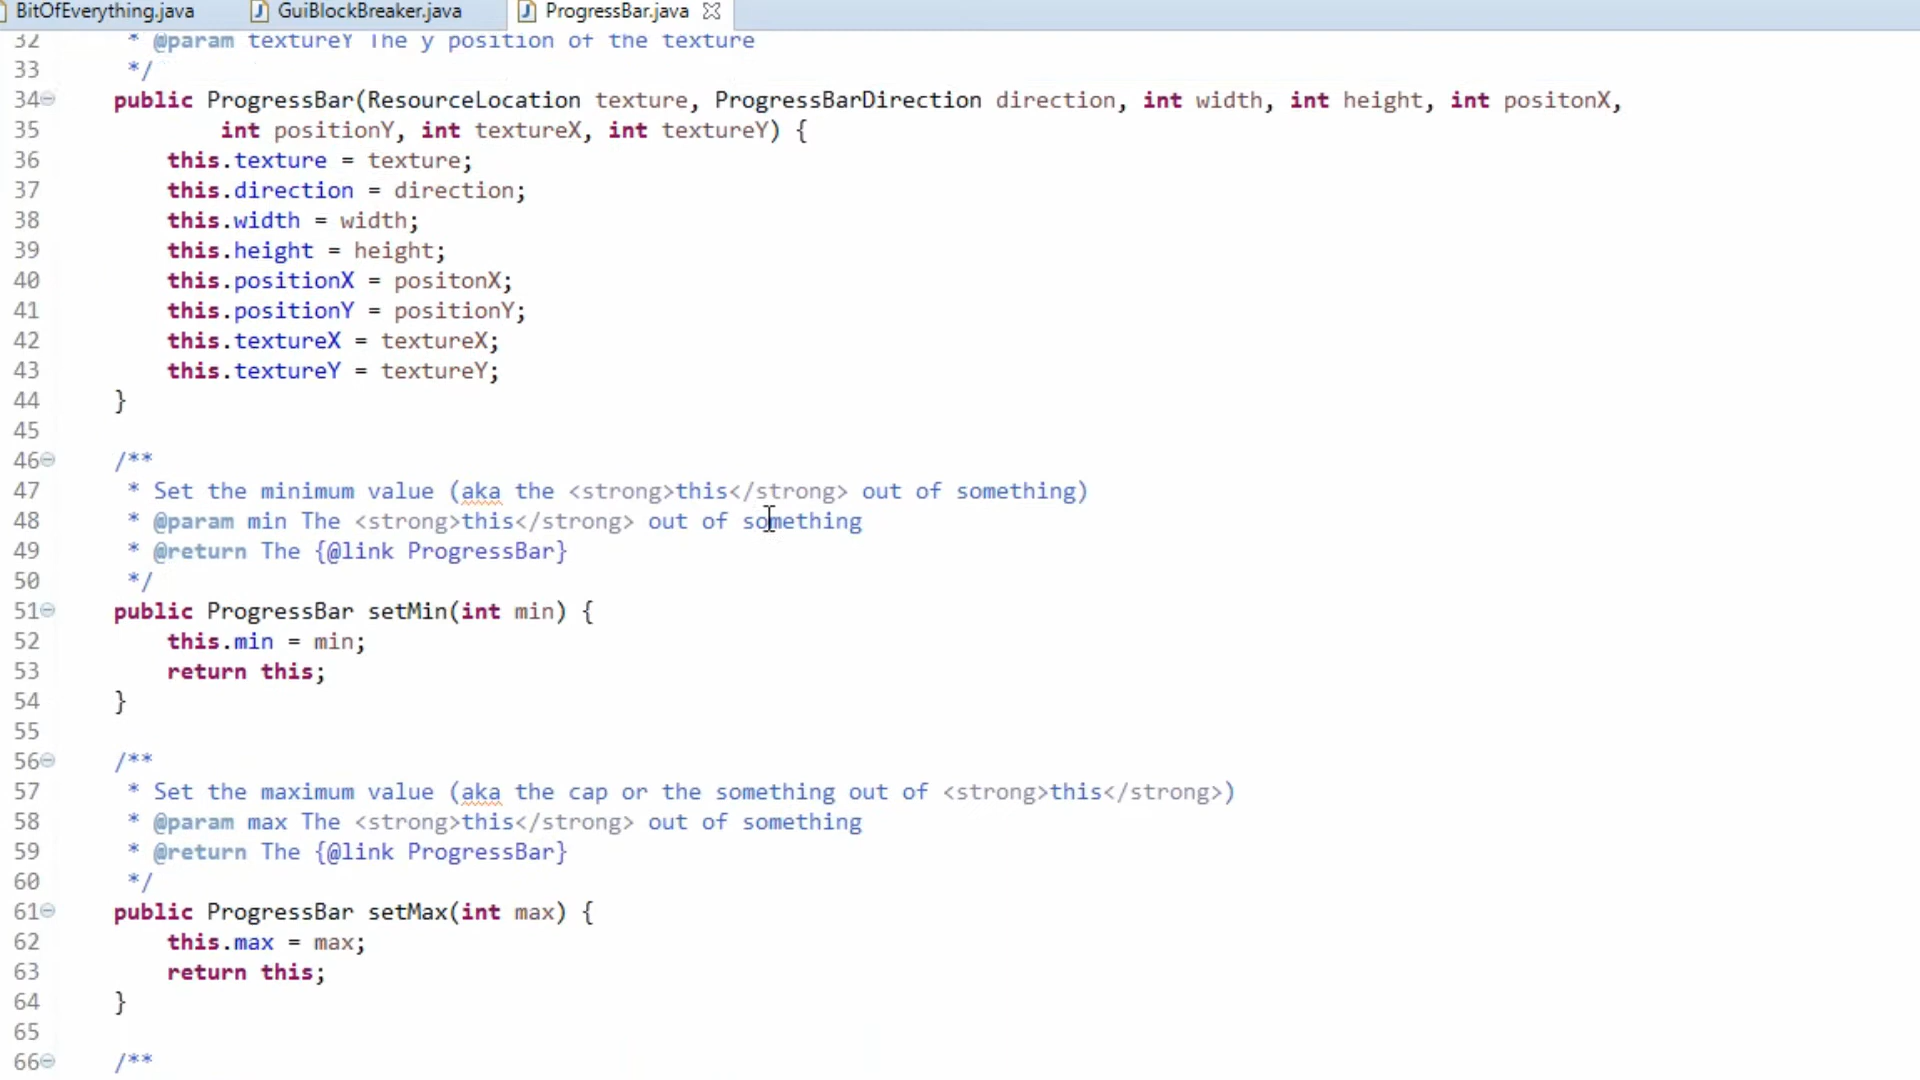 BitOfEverything.java GuiBlockBreaker.java ProgressBar.java
32 * @param textureY The y position of the texture
33 */
34 public ProgressBar(ResourceLocation texture, ProgressBarDirection direction, int width, int height, int positonX,
35 int positionY, int textureX, int textureY) {
36 this.texture = texture;
37 this.direction = direction;
38 this.width = width;
39 this.height = height;
40 this.positionX = positonX;
41 this.positionY = positionY;
42 this.textureX = textureX;
43 this.textureY = textureY;
44 }
45
46 /**
47 * Set the minimum value (aka the <strong>this</strong> out of something)
48 * @param min The <strong>this</strong> out of something
49 * @return The {@link ProgressBar}
50 */
51 public ProgressBar setMin(int min) {
52 this.min = min;
53 return this;
54 }
55
56 /**
57 * Set the maximum value (aka the cap or the something out of <strong>this</strong>)
58 * @param max The <strong>this</strong> out of something
59 * @return The {@link ProgressBar}
60 */
61 public ProgressBar setMax(int max) {
62 this.max = max;
63 return this;
64 }
65
66 /**